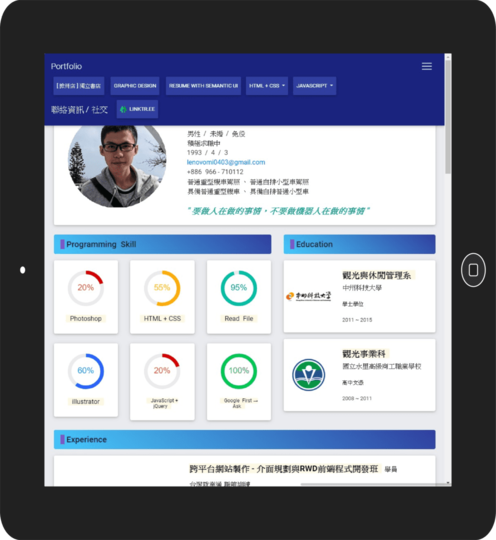 Portfolio
GRAPHIC DESIGN
RESUME WITH SEMANTIC UI
HTML + CSS
JAVASCRIPT
聯絡資訊 / 社交
LINKTREE
男性 / 未婚 / 免役
積極求職中
1993 / 4 / 3
lenovomi0403@gmail.com
+886 966-710112
普通重型機車駕照 、 普通自排小型車駕照
具備普通重型機車 、 具備自排普通小型車
"要做人在做的事情，不要做機器人在做的事情"
Programming Skill
20%
Photoshop
55%
HTML + CSS
95%
Read File
60%
Illustrator
20%
JavaScript + jQuery
100%
Google First >> Ask
Education
觀光與休閒管理系
中州科技大學
學士學位
2011 ~ 2015
觀光事業科
國立水里高級商工職業學校
高中文憑
2008 ~ 2011
Experience
跨平台網站製作 - 介面規劃與RWD前端程式開發班 學員